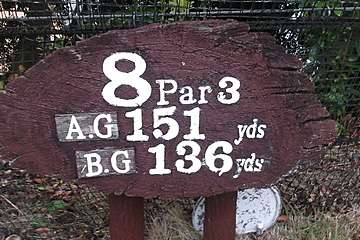 8 Par 3
A.G 151 yds
B.G 136 yds